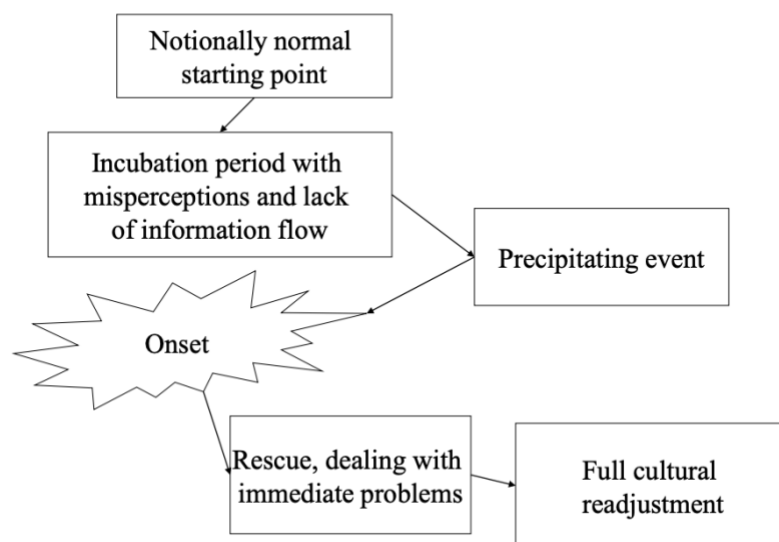 Notionally normal
starting point
Incubation period with
misperceptions and lack
of information flow
Precipitating event
Onset
Rescue, dealing with
immediate problems
Full cultural
readjustment